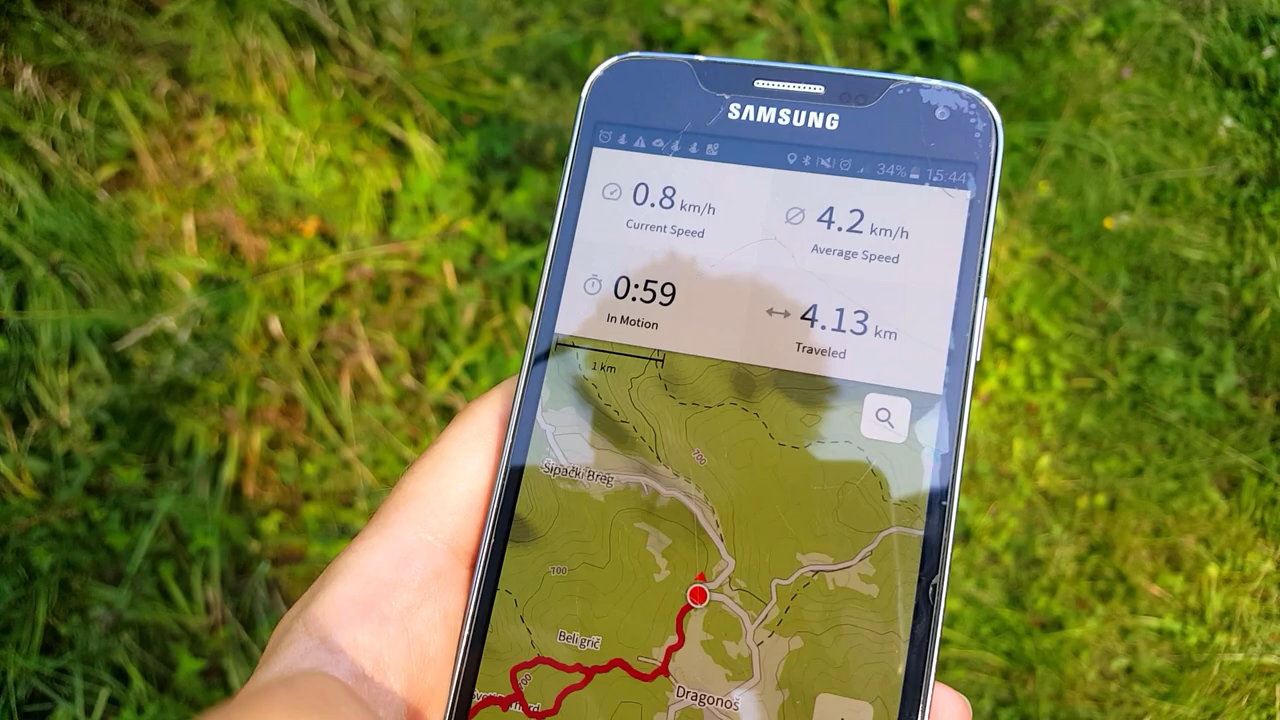 SAMSUNG
34% 15:44
0.8 km/h
Current Speed
4.2 km/h
Average Speed
0:59
In Motion
4.13 km
Traveled
1 km
700
Šipački Breg
700
Beli grič
700
Dragonoš